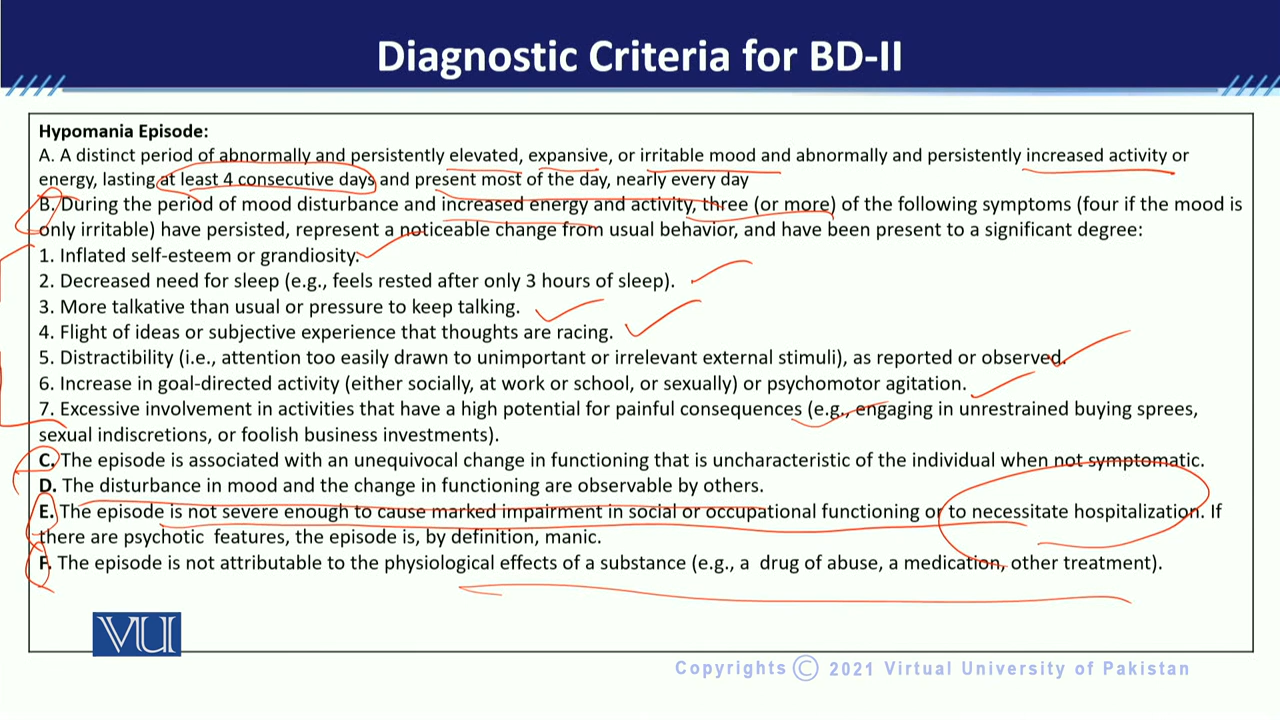 Diagnostic Criteria for BD-II
Hypomania Episode:
A. A distinct period of abnormally and persistently elevated, expansive, or irritable mood and abnormally and persistently increased activity or
energy, lasting at least 4 consecutive days and present most of the day, nearly every day
B. During the period of mood disturbance and increased energy and activity, three (or more) of the following symptoms (four if the mood is
only irritable) have persisted, represent a noticeable change from usual behavior, and have been present to a significant degree:
1. Inflated self-esteem or grandiosity.
2. Decreased need for sleep (e.g., feels rested after only 3 hours of sleep).
3. More talkative than usual or pressure to keep talking.
4. Flight of ideas or subjective experience that thoughts are racing.
5. Distractibility (i.e., attention too easily drawn to unimportant or irrelevant external stimuli), as reported or observed.
6. Increase in goal-directed activity (either socially, at work or school, or sexually) or psychomotor agitation.
7. Excessive involvement in activities that have a high potential for painful consequences (e.g., engaging in unrestrained buying sprees,
sexual indiscretions, or foolish business investments).
C. The episode is associated with an unequivocal change in functioning that is uncharacteristic of the individual when not symptomatic.
D. The disturbance in mood and the change in functioning are observable by others.
E. The episode is not severe enough to cause marked impairment in social or occupational functioning or to necessitate hospitalization. If
there are psychotic features, the episode is, by definition, manic.
F. The episode is not attributable to the physiological effects of a substance (e.g., a drug of abuse, a medication, other treatment).
VU
Copyrights © 2021 Virtual University of Pakistan